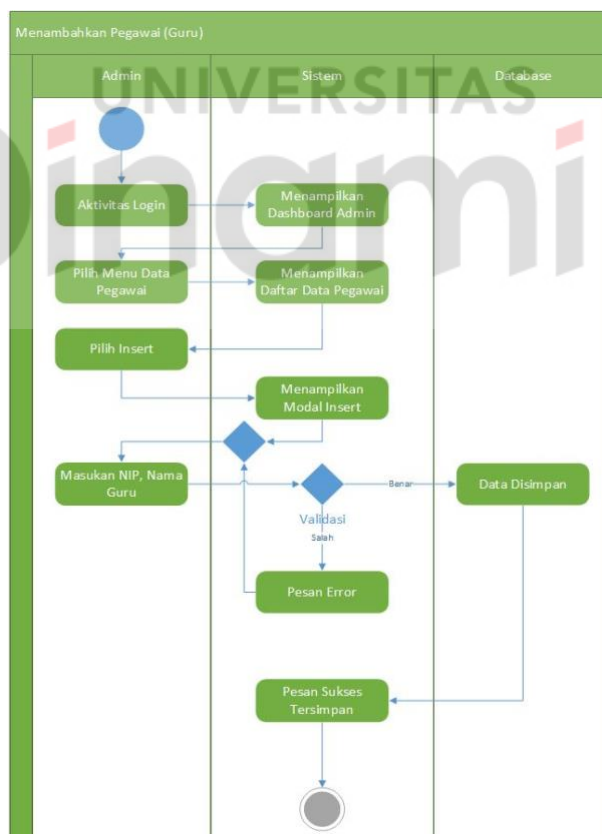 Menambahkan Pegawai (Guru)
Admin
Sistem
Database
UNIVERSITAS
Dinami
Aktivitas Login
Menampilkan
Dashboard Admin
Pilih Menu Data
Pegawai
Menampilkan
Daftar Data Pegawai
Pilih Insert
Menampilkan
Modal Insert
Masukan NIP, Nama
Guru
Benar
Data Disimpan
Validasi
Salah
Pesan Error
Pesan Sukses
Tersimpan